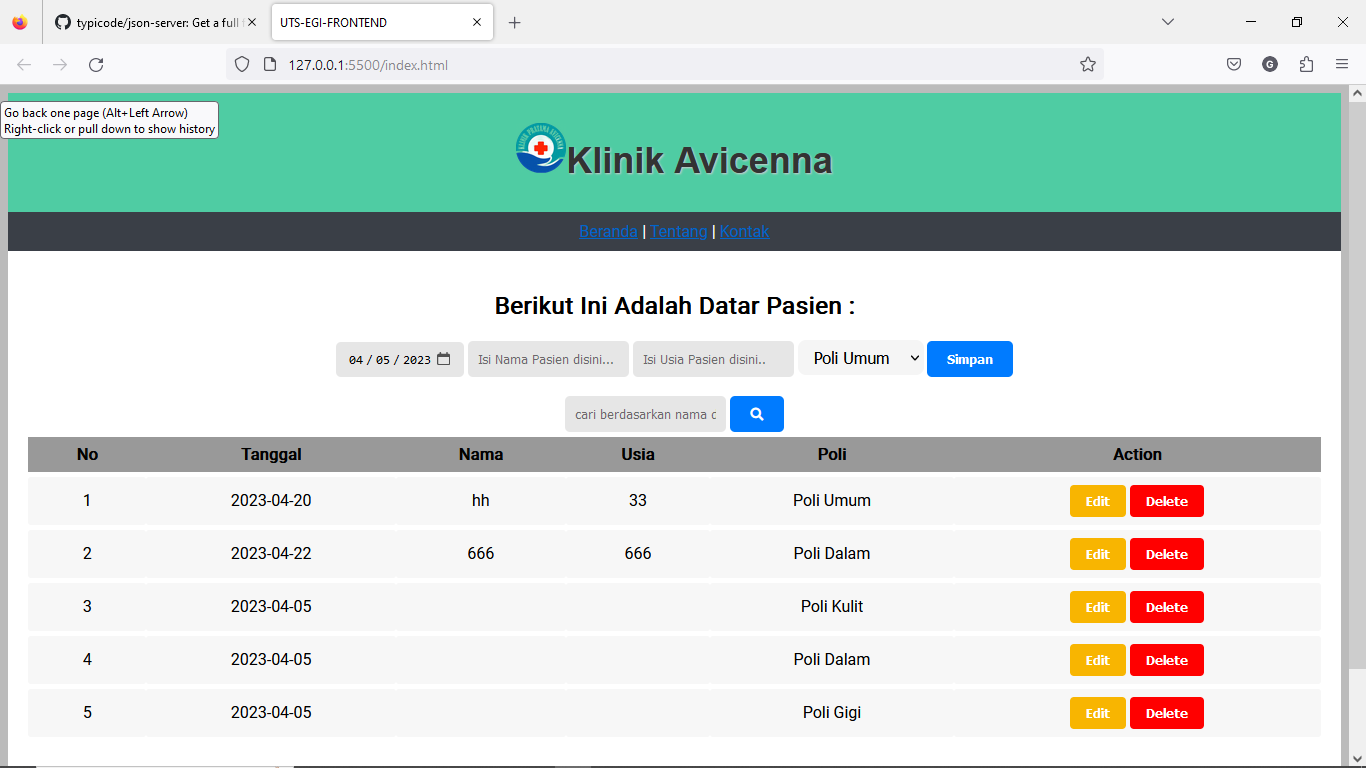 typicode/json-server: Get a full
UTS-EGI-FRONTEND
127.0.0.1:5500/index.html
G
Go back one page (Alt+Left Arrow)
Right-click or pull down to show history
Klinik Avicenna
Beranda | Tentang | Kontak
Berikut Ini Adalah Datar Pasien :
04 / 05 / 2023 Isi Nama Pasien disini... Isi Usia Pasien disini.. Poli Umum Simpan
cari berdasarkan nama
No Tanggal Nama Usia Poli Action
1 2023-04-20 hh 33 Poli Umum Edit Delete
2 2023-04-22 666 666 Poli Dalam Edit Delete
3 2023-04-05 Poli Kulit Edit Delete
4 2023-04-05 Poli Dalam Edit Delete
5 2023-04-05 Poli Gigi Edit Delete